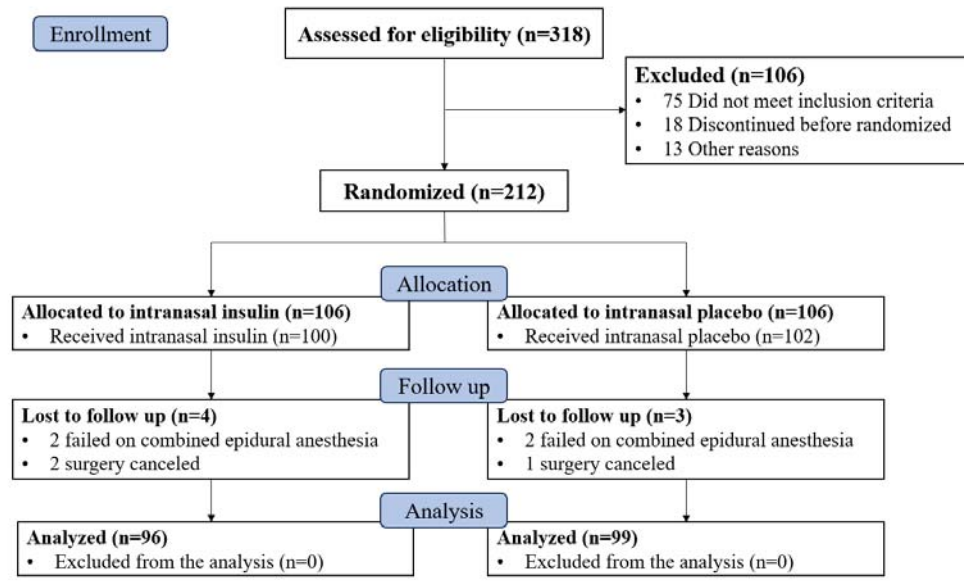 Enrollment
Assessed for eligibility (n=318)
Excluded (n=106)
• 75 Did not meet inclusion criteria
• 18 Discontinued before randomized
• 13 Other reasons
Randomized (n=212)
Allocation
Allocated to intranasal insulin (n=106)
• Received intranasal insulin (n=100)
Allocated to intranasal placebo (n=106)
• Received intranasal placebo (n=102)
Follow up
Lost to follow up (n=4)
• 2 failed on combined epidural anesthesia
• 2 surgery canceled
Lost to follow up (n=3)
• 2 failed on combined epidural anesthesia
• 1 surgery canceled
Analysis
Analyzed (n=96)
• Excluded from the analysis (n=0)
Analyzed (n=99)
• Excluded from the analysis (n=0)